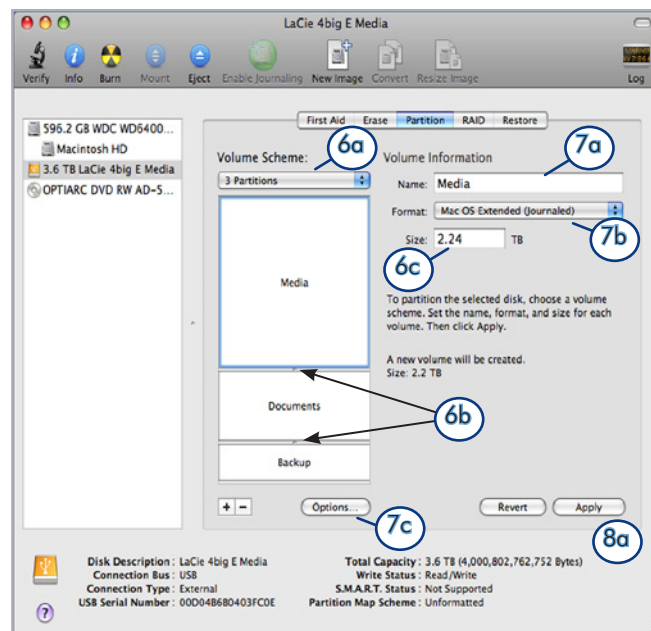 LaCie 4big E Media
Verify Info Burn Mount Eject Enable Journaling New Image Convert Resize Image Log
596.2 GB WDC WD6400...
Macintosh HD
3.6 TB LaCie 4big E Media
OPTIARC DVD RW AD-5...
First Aid Erase Partition RAID Restore
6a
7a
Volume Scheme: Volume Information
3 Partitions
Name: Media
Format: Mac OS Extended (Journaled)
7b
Size: 2.24 TB
6c
Media
To partition the selected disk, choose a volume
scheme. Set the name, format, and size for each
volume. Then click Apply.
A new volume will be created.
Size: 2.2 TB
Documents
6b
Backup
+ − Options... Revert Apply
7c
8a
Disk Description : LaCie 4big E Media
Connection Bus : USB
Connection Type : External
USB Serial Number : 00D04B6B0403FC0E
Total Capacity : 3.6 TB (4,000,802,762,752 Bytes)
Write Status : Read/Write
S.M.A.R.T. Status : Not Supported
Partition Map Scheme : Unformatted
?